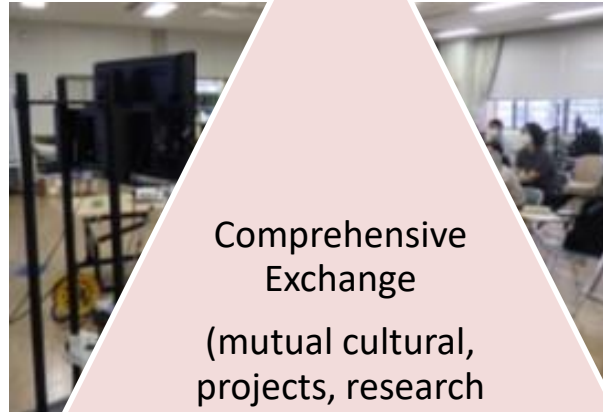 Comprehensive
Exchange
(mutual cultural,
projects, research